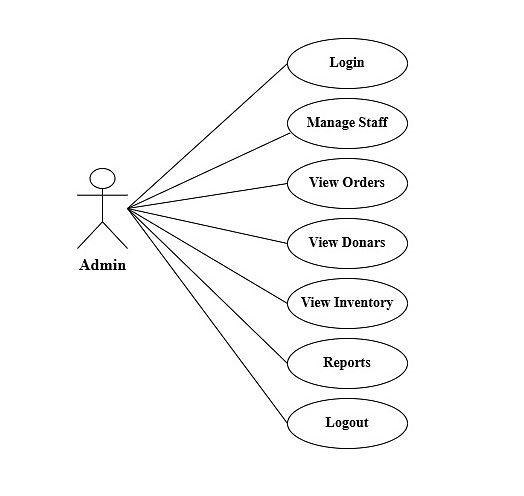 Login
Manage Staff
View Orders
View Donars
View Inventory
Reports
Logout
Admin